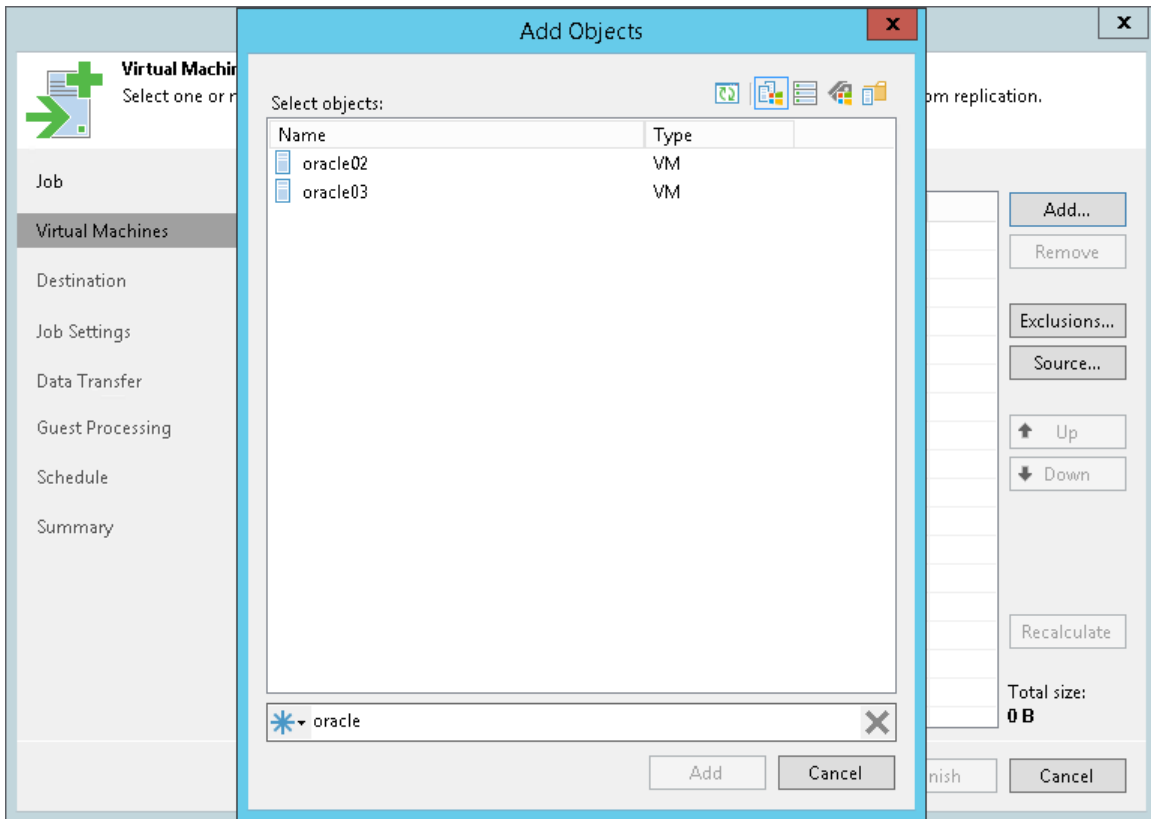 Add Objects
x
x
Virtual Machin
Select one or
om replication.
Select objects:
Name Type
oracle02 VM
oracle03 VM
Job
Virtual Machines
Destination
Job Settings
Data Transfer
Guest Processing
Schedule
Summary
Add...
Remove
Exclusions...
Source...
Up
Down
Recalculate
Total size:
0 B
oracle
Add Cancel
nish Cancel